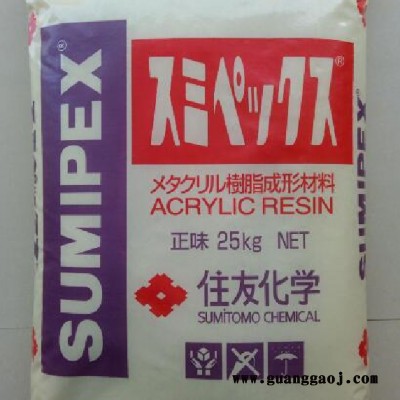 SUMIPEX®
スミペックス®
メタクリル樹脂成形材料
ACRYLIC RESIN
正味 25kg NET
住友化学
SUMITOMO CHEMICAL
www.guanggaoj.com